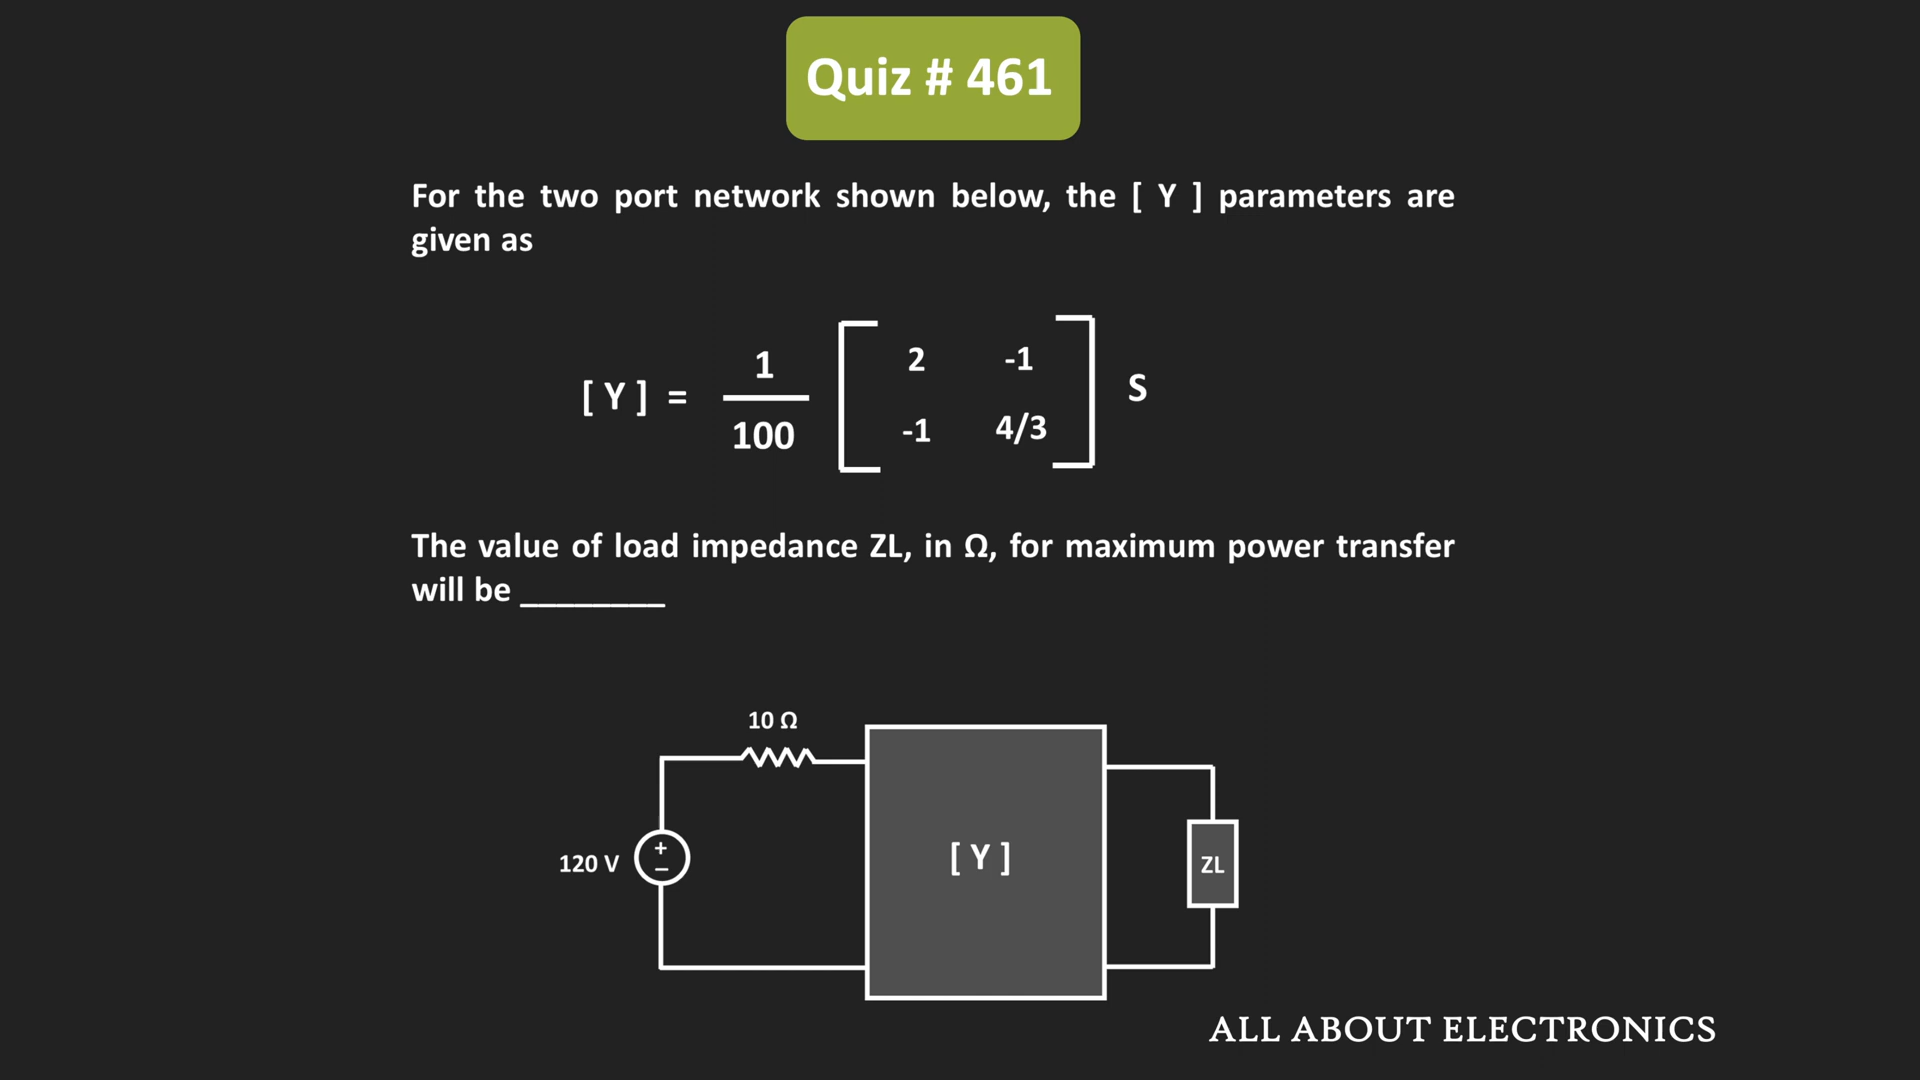 Quiz # 461
For the two port network shown below, the [ Y ] parameters are
given as
[ Y ] = 1/100 [ 2 -1
-1 4/3 ] S
The value of load impedance ZL, in Ω, for maximum power transfer
will be ________
10 Ω
120 V
+
−
[ Y ]
ZL
ALL ABOUT ELECTRONICS